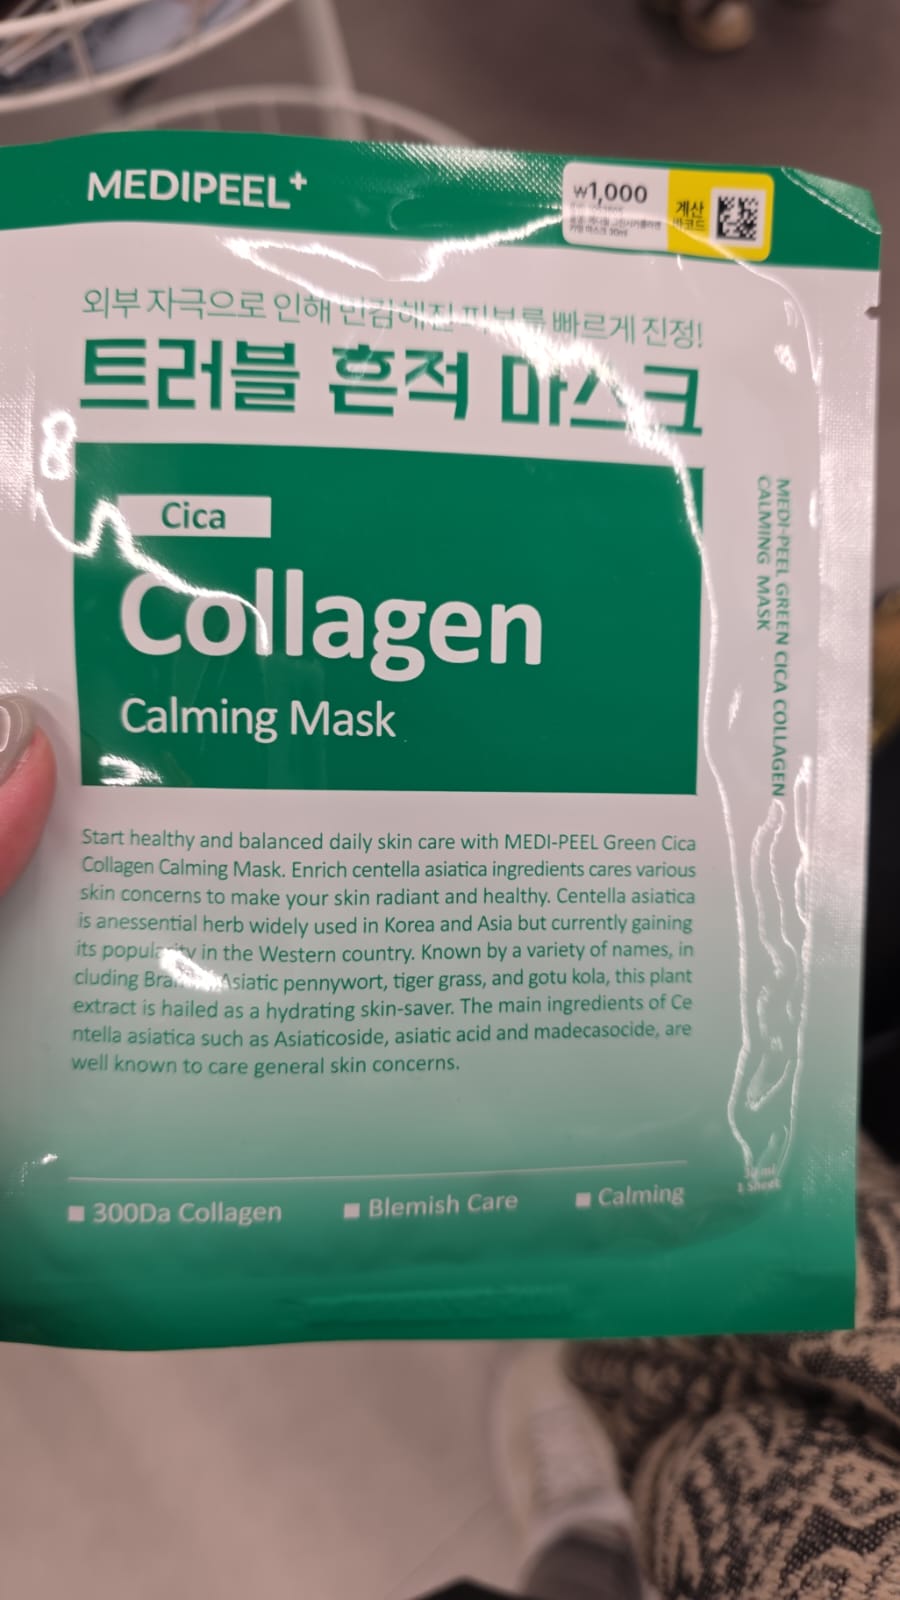 MEDIPEEL+
₩1,000
계산
바코드
외부 자극으로 인해 민감해진 피부를 빠르게 진정!
트러블 흔적 마스크
Cica
Collagen
Calming Mask
MEDI-PEEL GREEN CICA COLLAGEN
CALMING MASK
Start healthy and balanced daily skin care with MEDI-PEEL Green Cica
Collagen Calming Mask. Enrich centella asiatica ingredients cares various
skin concerns to make your skin radiant and healthy. Centella asiatica
is anessential herb widely used in Korea and Asia but currently gaining
its popularity in the Western country. Known by a variety of names, in
cluding Asiatic pennywort, tiger grass, and gotu kola, this plant
extract is hailed as a hydrating skin-saver. The main ingredients of Ce
ntella asiatica such as Asiaticoside, asiatic acid and madecasocide, are
well known to care general skin concerns.
1 Sheet
300Da Collagen
Blemish Care
Calming